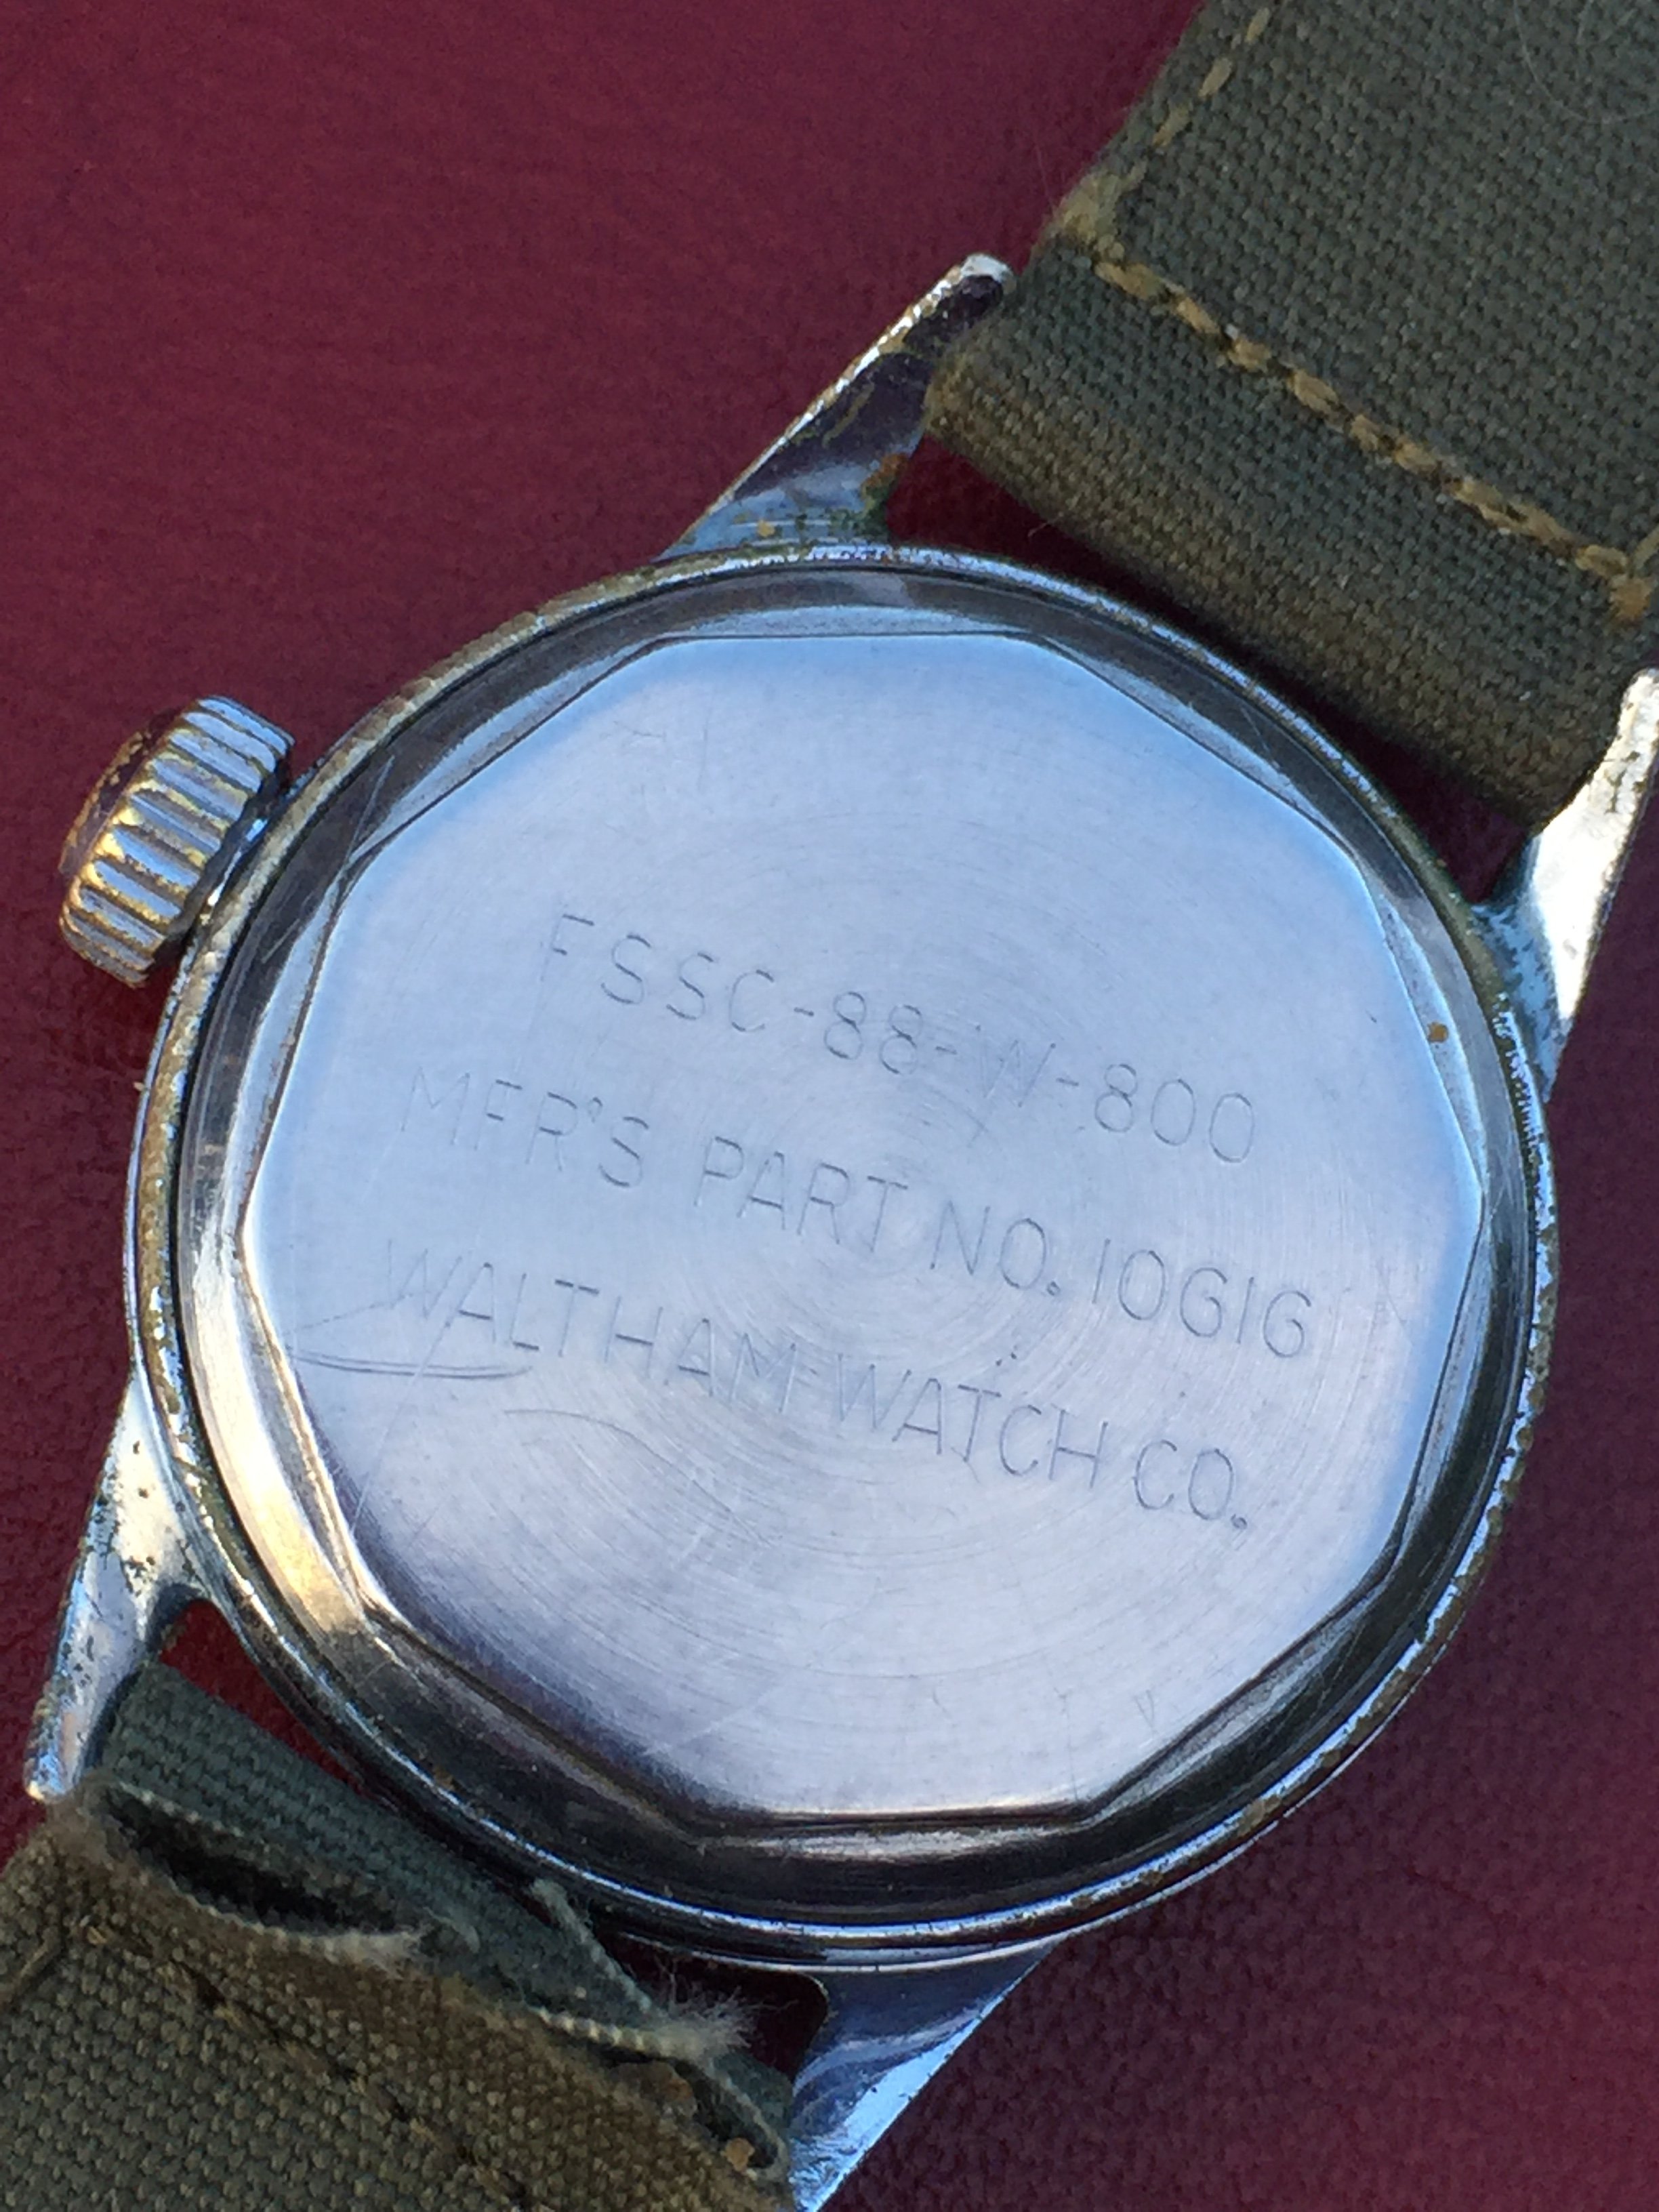 FSSC-88-W-800
MFR'S PART NO. 10616
WALTHAM WATCH CO.